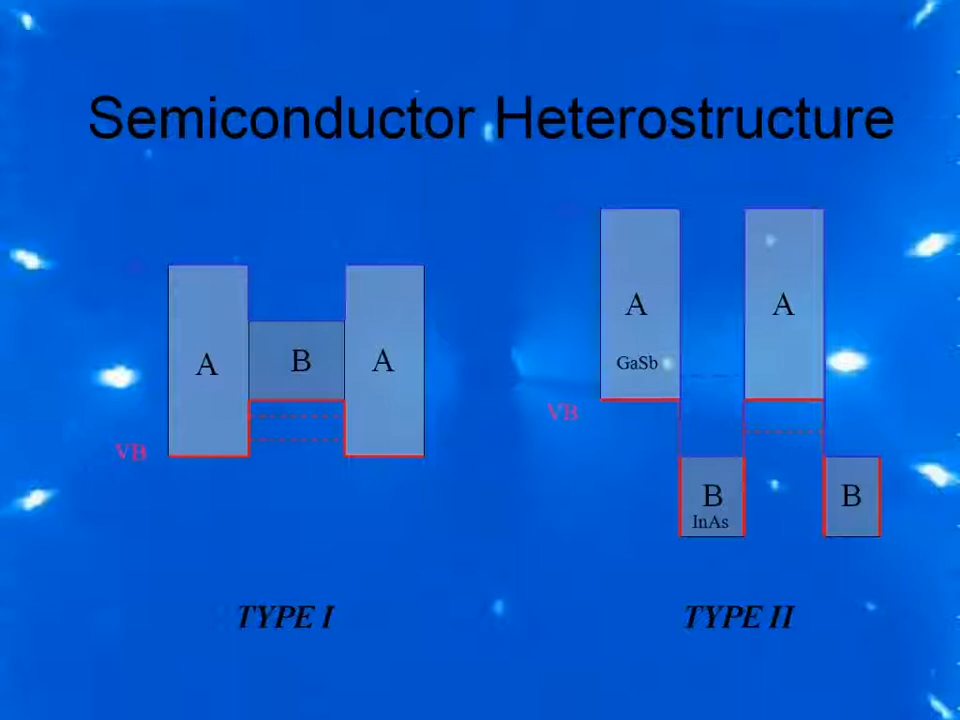 Semiconductor Heterostructure
A
B
A
VB
TYPE I
A
GaSb
A
VB
B
InAs
B
TYPE II